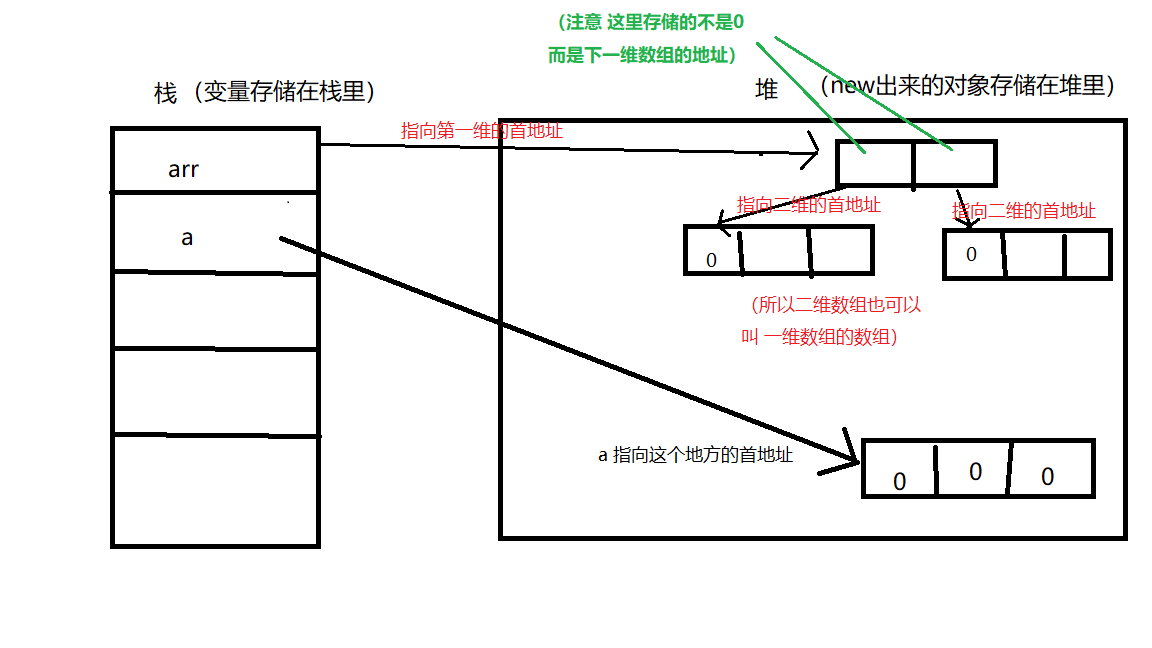 （注意 这里存储的不是0
而是下一维数组的地址）
栈 （变量存储在栈里）
堆 （new出来的对象存储在堆里）
指向第一维的首地址
arr
指向二维的首地址
指向二维的首地址
a
0
0
（所以二维数组也可以
叫 一维数组的数组）
a 指向这个地方的首地址
0 0 0